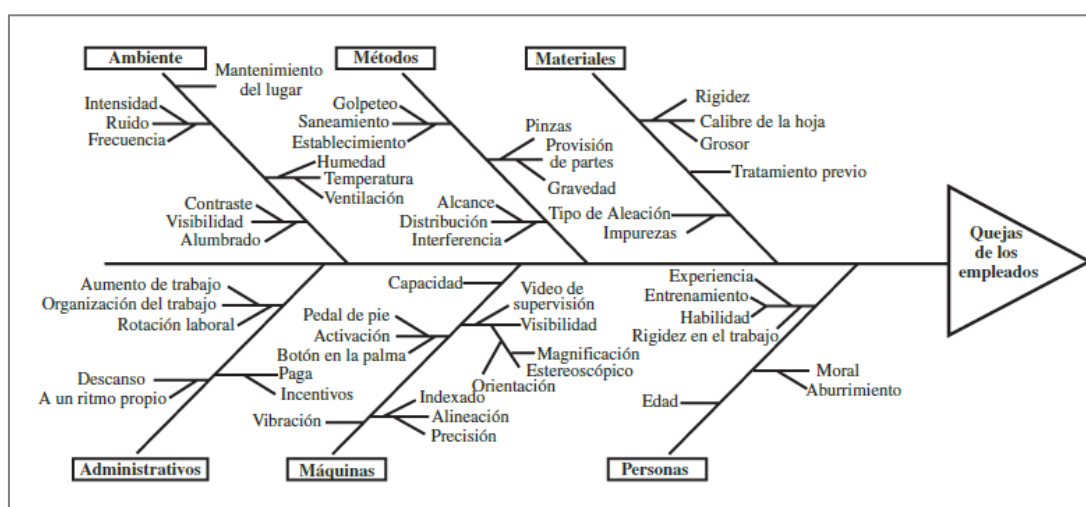 Ambiente
Mantenimiento
del lugar
Intensidad
Ruido
Frecuencia
Humedad
Temperatura
Ventilación
Contraste
Visibilidad
Alumbrado
Métodos
Golpeteo
Saneamiento
Establecimiento
Pinzas
Provisión
de partes
Gravedad
Alcance
Distribución
Interferencia
Materiales
Rigidez
Calibre de la hoja
Grosor
Tratamiento previo
Tipo de Aleación
Impurezas
Quejas
de los
empleados
Aumento de trabajo
Organización del trabajo
Rotación laboral
Paga
Incentivos
Descanso
A un ritmo propio
Administrativos
Capacidad
Video de
supervisión
Visibilidad
Magnificación
Estereoscópico
Orientación
Pedal de pie
Activación
Botón en la palma
Indexado
Alineación
Precisión
Vibración
Máquinas
Experiencia
Entrenamiento
Habilidad
Rigidez en el trabajo
Moral
Aburrimiento
Edad
Personas